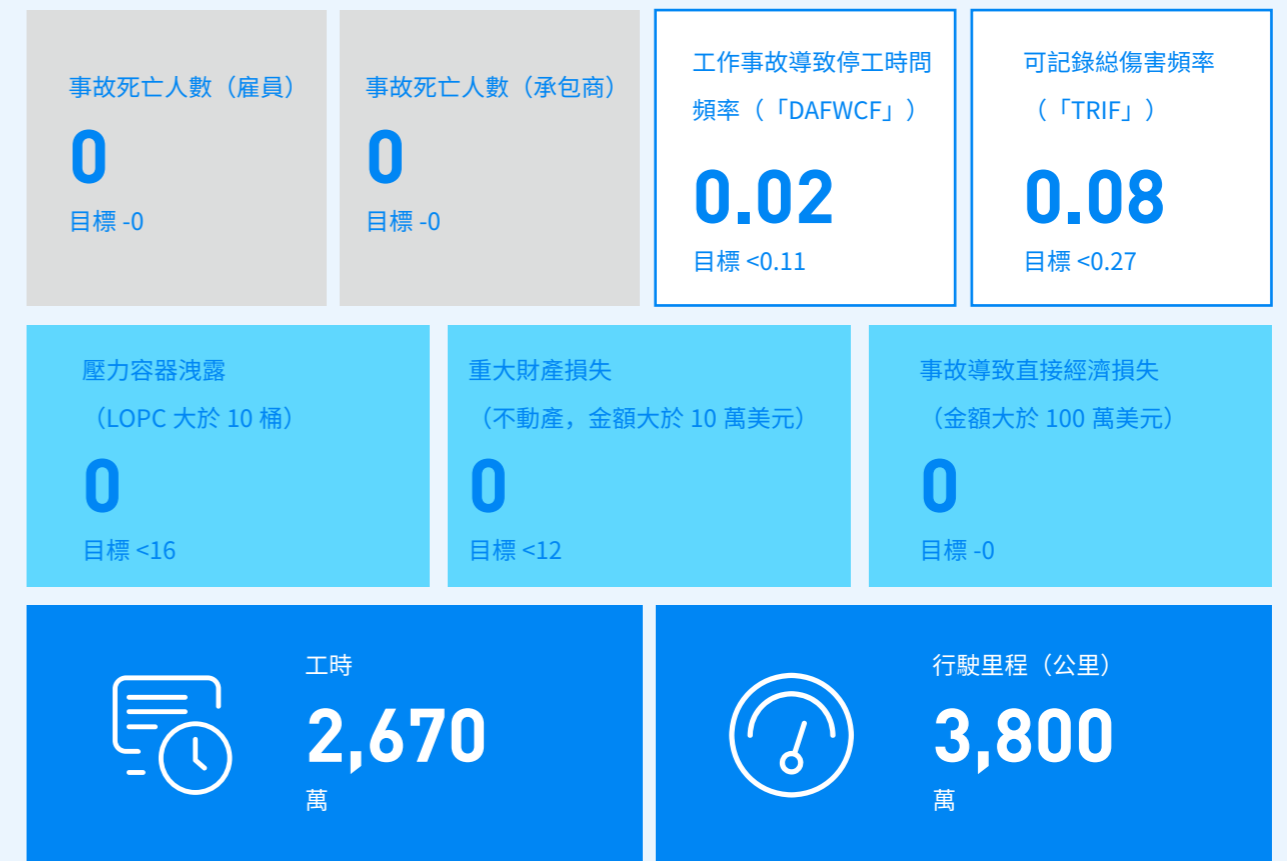 事故死亡人數（雇員）
0
目標 -0
事故死亡人數（承包商）
0
目標 -0
工作事故導致停工時間
頻率（「DAFWCF」）
0.02
目標 <0.11
可記錄総傷害頻率
（「TRIF」）
0.08
目標 <0.27
壓力容器洩露
（LOPC 大於 10 桶）
0
目標 <16
重大財產損失
（不動產，金額大於 10 萬美元）
0
目標 <12
事故導致直接經濟損失
（金額大於 100 萬美元）
0
目標 -0
工時
2,670
萬
行駛里程（公里）
3,800
萬